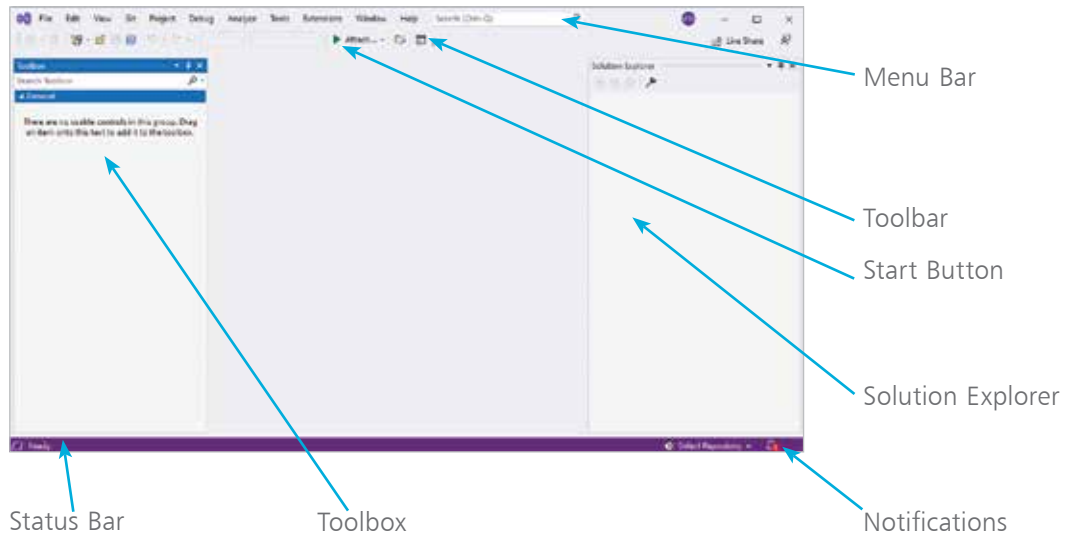 File Edit View Git Project Debug Analyze Tools Extensions Window Help Search (Ctrl+Q)
Attach...
Live Share
Toolbox
Search Toolbox
General
There are no usable controls in this group. Drag
an item onto this text to add it to the toolbox.
Solution Explorer
Menu Bar
Toolbar
Start Button
Solution Explorer
Ready
Select Repository
Status Bar
Toolbox
Notifications